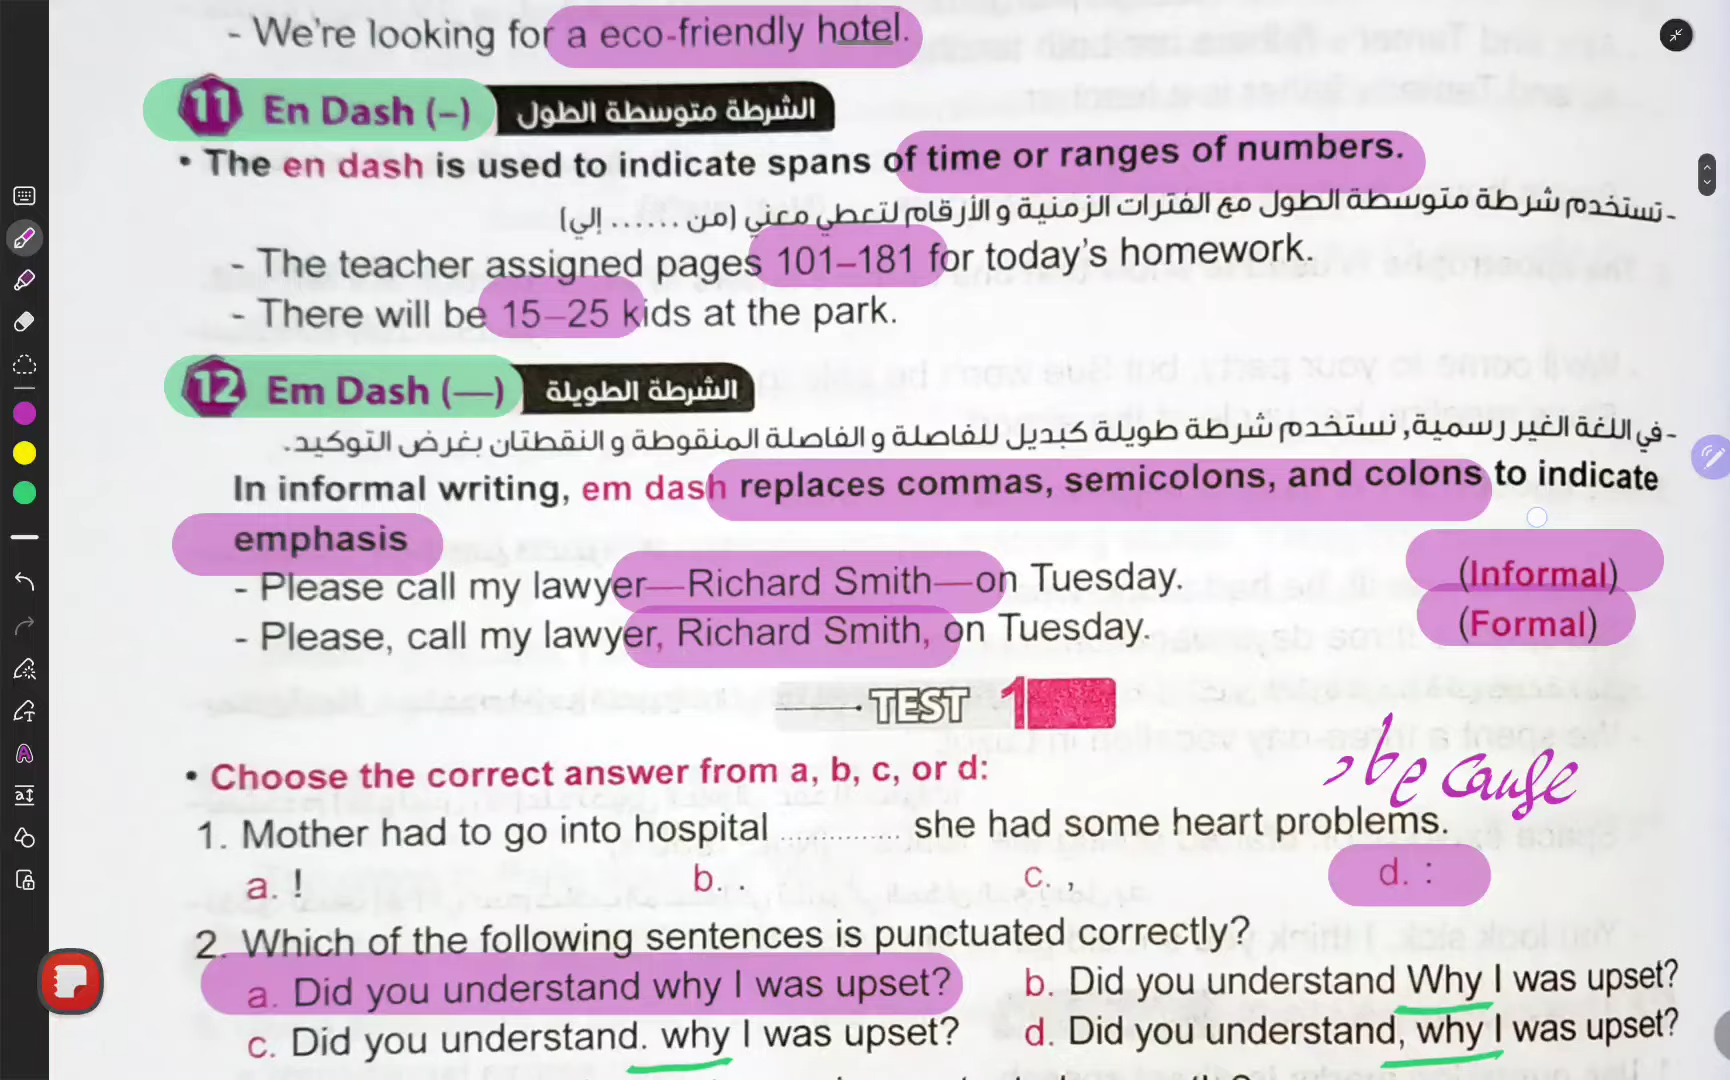 - We're looking for a eco-friendly hotel.
11 En Dash (–) الشرطة متوسطة الطول
• The en dash is used to indicate spans of time or ranges of numbers.
- تستخدم شرطة متوسطة الطول مع الفترات الزمنية و الأرقام لتعطي معني (من ...... إلي)
- The teacher assigned pages 101–181 for today's homework.
- There will be 15–25 kids at the park.
12 Em Dash (—) الشرطة الطويلة
- في اللغة الغير رسمية, نستخدم شرطة طويلة كبديل للفاصلة و الفاصلة المنقوطة و النقطتان بغرض التوكيد.
In informal writing, em dash replaces commas, semicolons, and colons to indicate
emphasis
- Please call my lawyer—Richard Smith—on Tuesday. (Informal)
- Please, call my lawyer, Richard Smith, on Tuesday. (Formal)
TEST 1
• Choose the correct answer from a, b, c, or d:
, because
1. Mother had to go into hospital .............. she had some heart problems.
a. ! b. . c. , d. :
2. Which of the following sentences is punctuated correctly?
a. Did you understand why I was upset? b. Did you understand Why I was upset?
c. Did you understand. why I was upset? d. Did you understand, why I was upset?